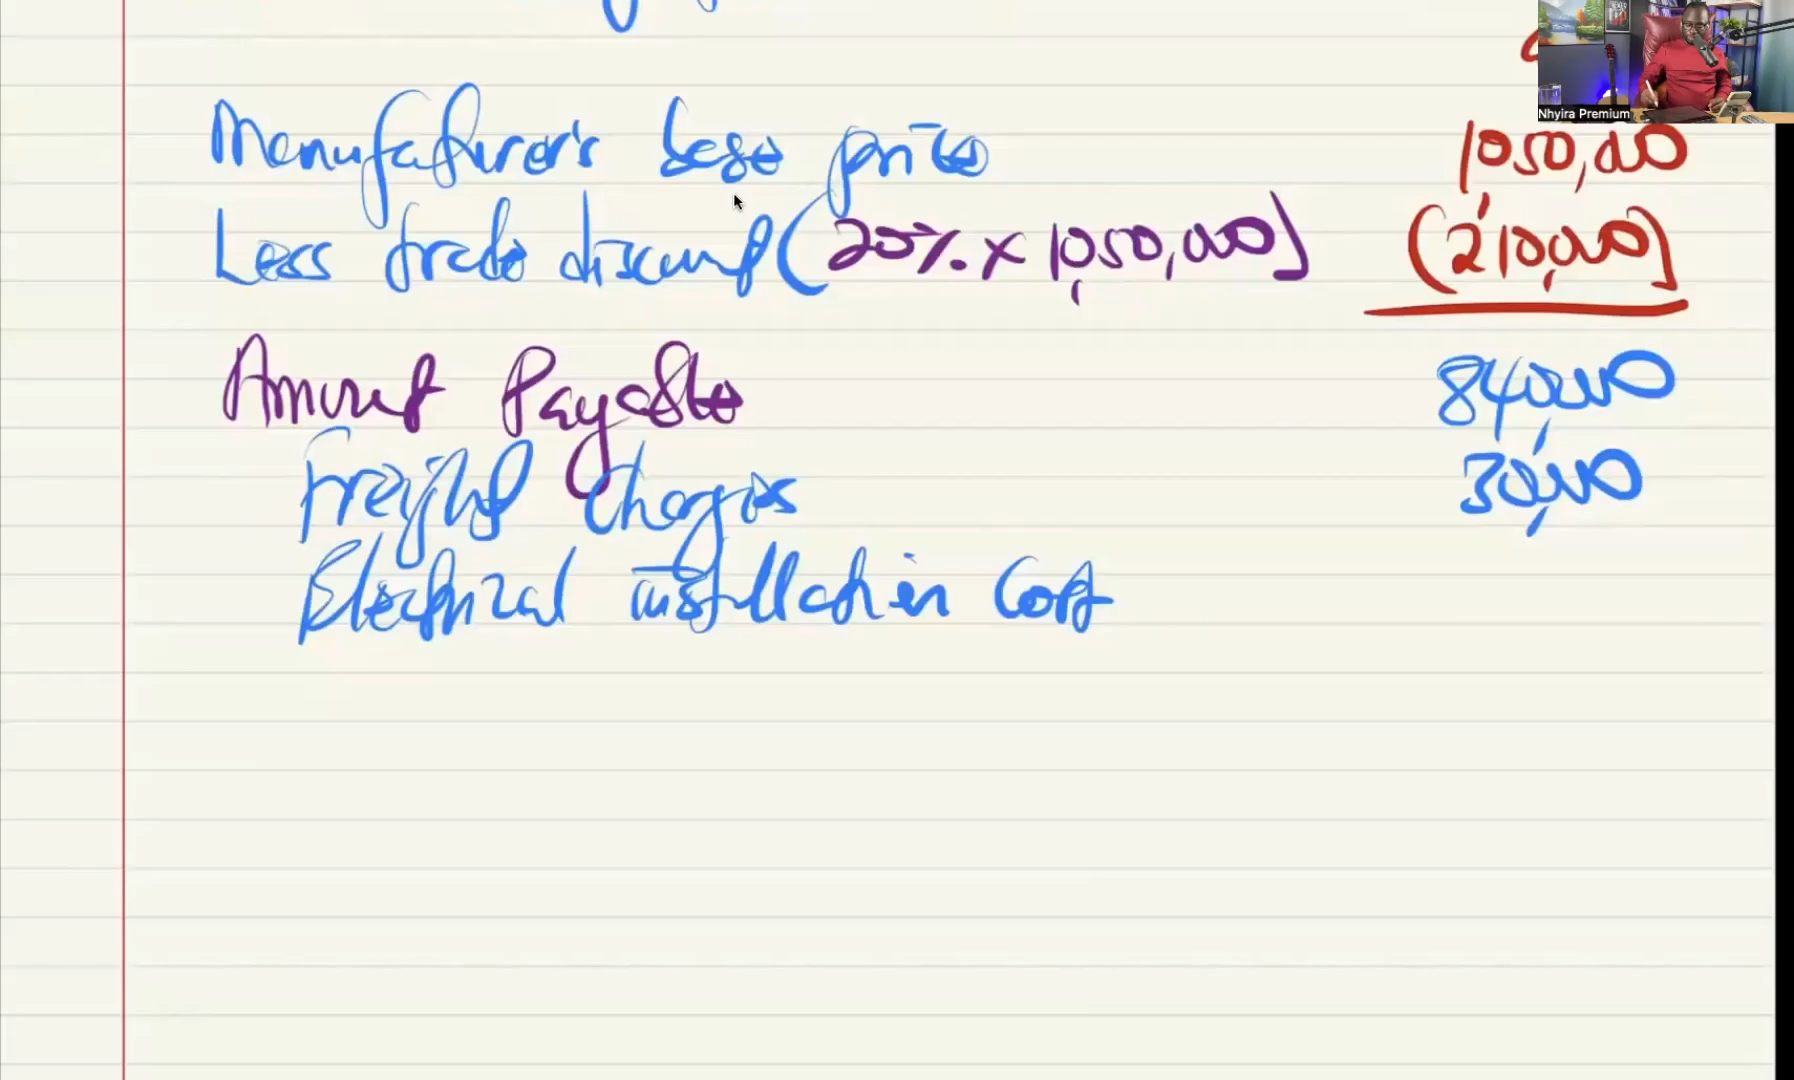 Nhyira Premium
Manufacturer's base price 1,050,000
Less trade discount (20% x 1,050,000) (210,000)
Amount Payable 840,000
Freight charges 30,000
Electrical installation Cost